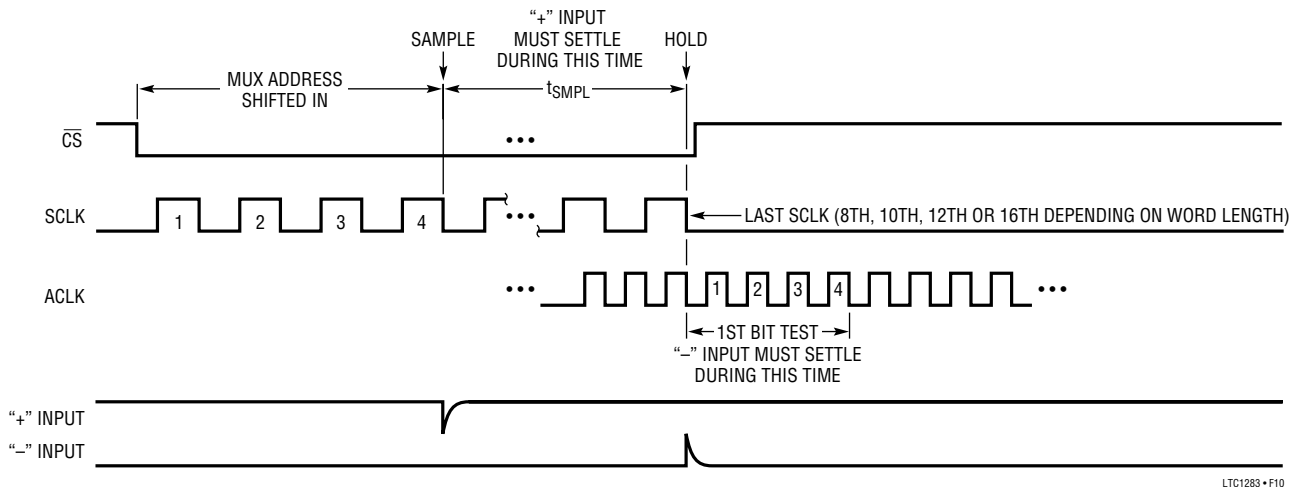 "+" INPUT
MUST SETTLE
DURING THIS TIME
SAMPLE
HOLD
MUX ADDRESS
SHIFTED IN
tSMPL
CS
•••
SCLK
1 2 3 4
•••
LAST SCLK (8TH, 10TH, 12TH OR 16TH DEPENDING ON WORD LENGTH)
ACLK
•••
1 2 3 4
•••
1ST BIT TEST
"–" INPUT MUST SETTLE
DURING THIS TIME
"+" INPUT
"–" INPUT
LTC1283 • F10